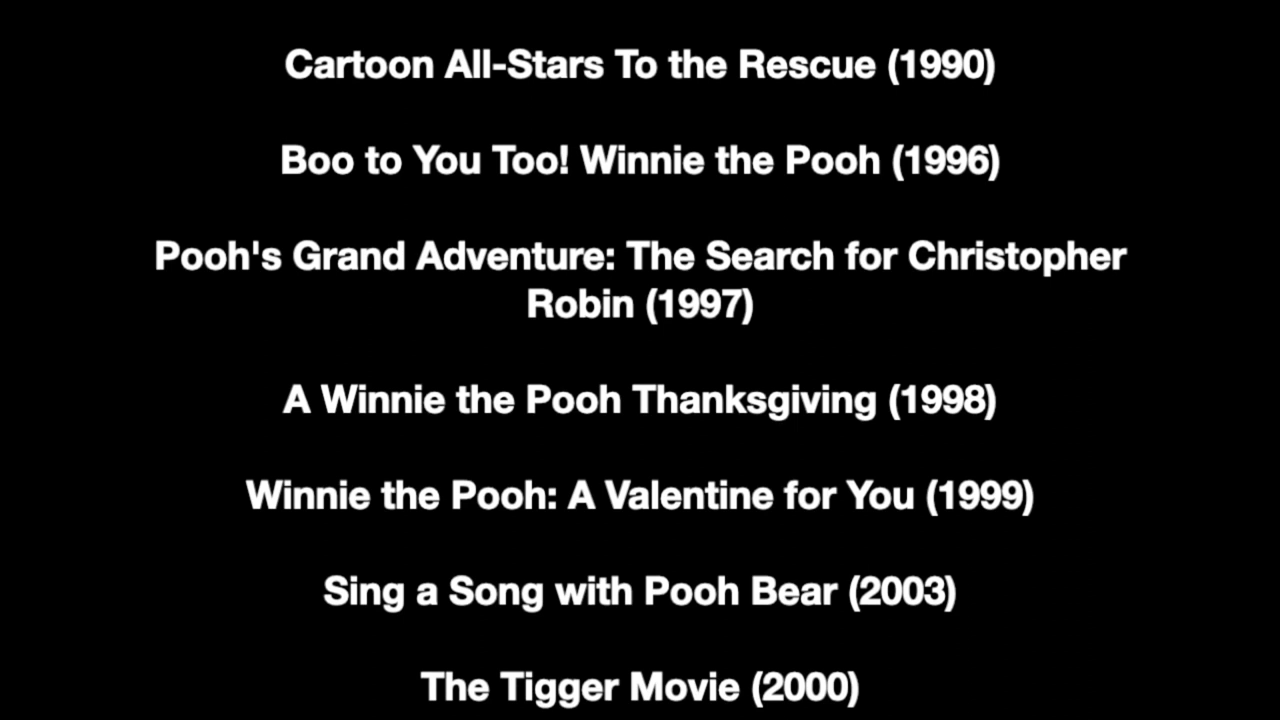 Cartoon All-Stars To the Rescue (1990)
Boo to You Too! Winnie the Pooh (1996)
Pooh's Grand Adventure: The Search for Christopher
Robin (1997)
A Winnie the Pooh Thanksgiving (1998)
Winnie the Pooh: A Valentine for You (1999)
Sing a Song with Pooh Bear (2003)
The Tigger Movie (2000)